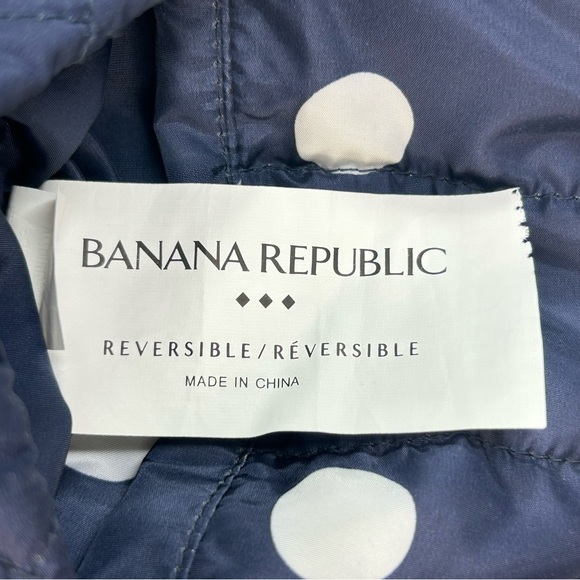 BANANA REPUBLIC
REVERSIBLE/RÉVERSIBLE
MADE IN CHINA